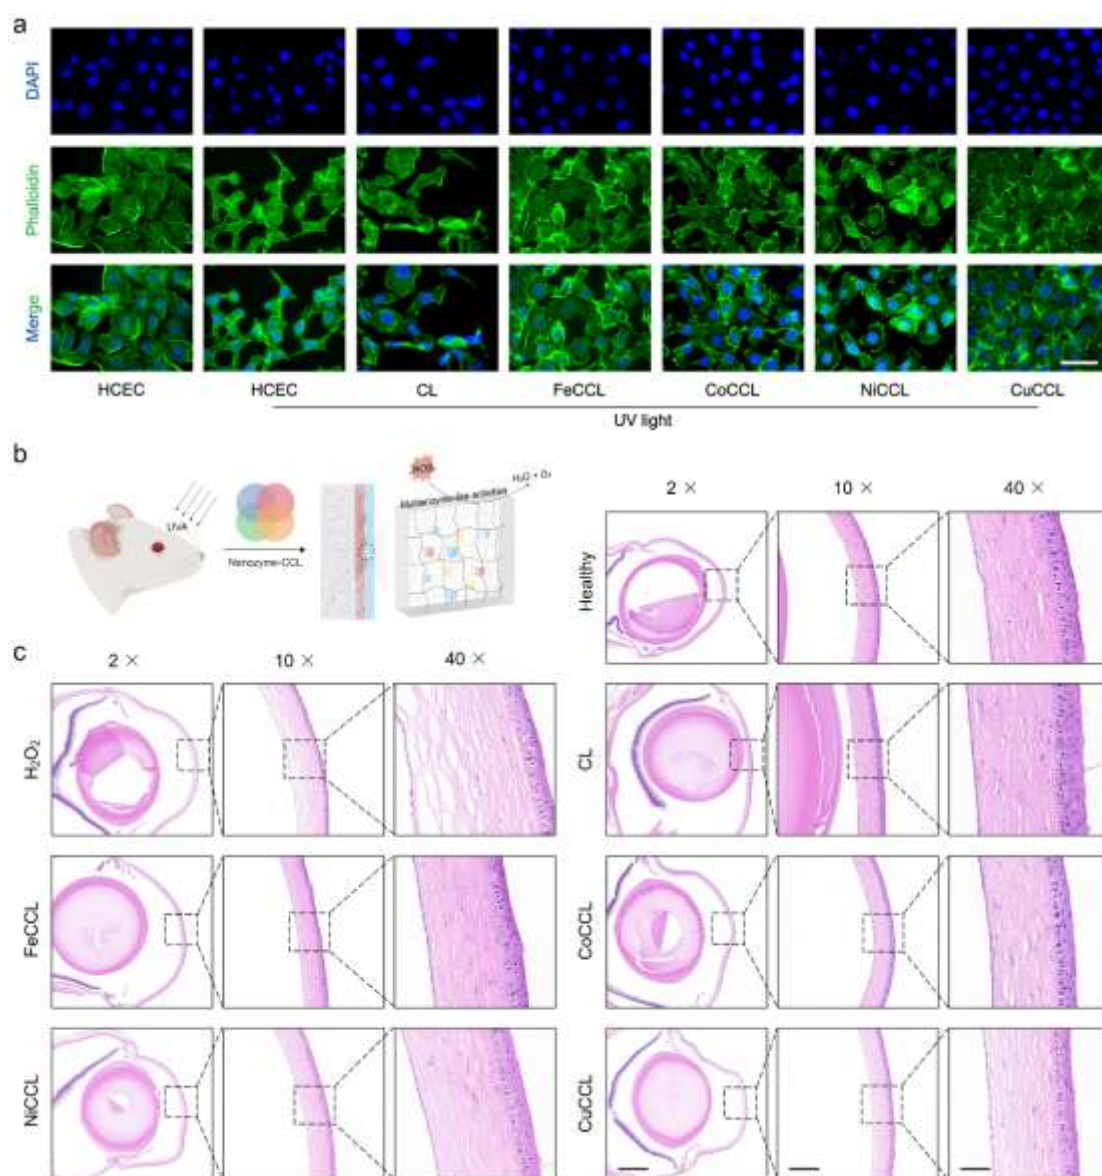 a
DAPI
Phalloidin
Merge
HCEC HCEC CL FeCCL CoCCL NiCCL CuCCL
UV light
b
UVA
Nanozyme-CCL
ROS
H₂O + O₂
2 × 10 × 40 ×
Healthy
c
2 × 10 × 40 ×
H₂O₂
CL
FeCCL
CoCCL
NiCCL
CuCCL